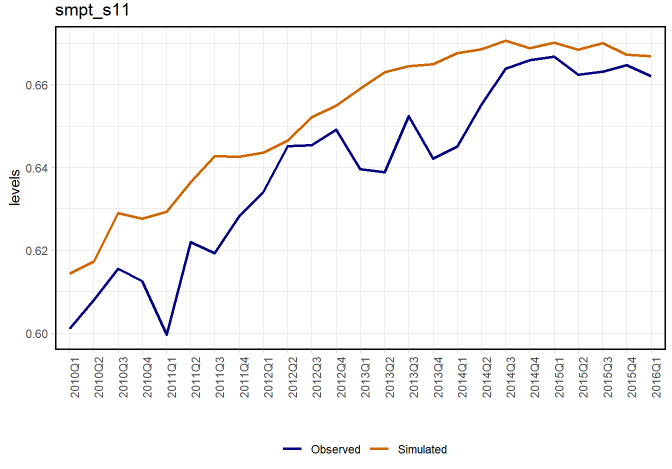 smpt_s11
levels
0.66
0.64
0.62
0.60
2010Q1
2010Q2
2010Q3
2010Q4
2011Q1
2011Q2
2011Q3
2011Q4
2012Q1
2012Q2
2012Q3
2012Q4
2013Q1
2013Q2
2013Q3
2013Q4
2014Q1
2014Q2
2014Q3
2014Q4
2015Q1
2015Q2
2015Q3
2015Q4
2016Q1
Observed Simulated